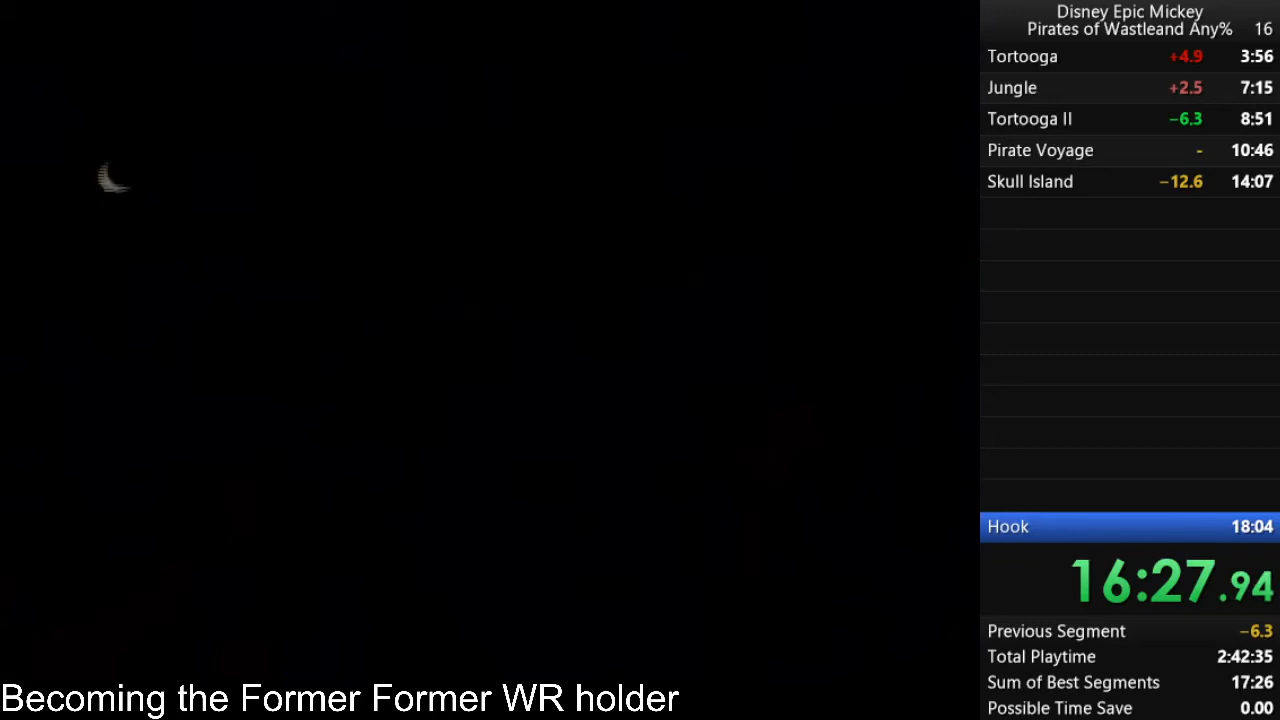 Disney Epic Mickey
Pirates of Wastleand Any% 16
Tortooga +4.9 3:56
Jungle +2.5 7:15
Tortooga II −6.3 8:51
Pirate Voyage - 10:46
Skull Island −12.6 14:07
Hook 18:04
16:27.94
Previous Segment −6.3
Total Playtime 2:42:35
Sum of Best Segments 17:26
Possible Time Save 0.00
Becoming the Former Former WR holder